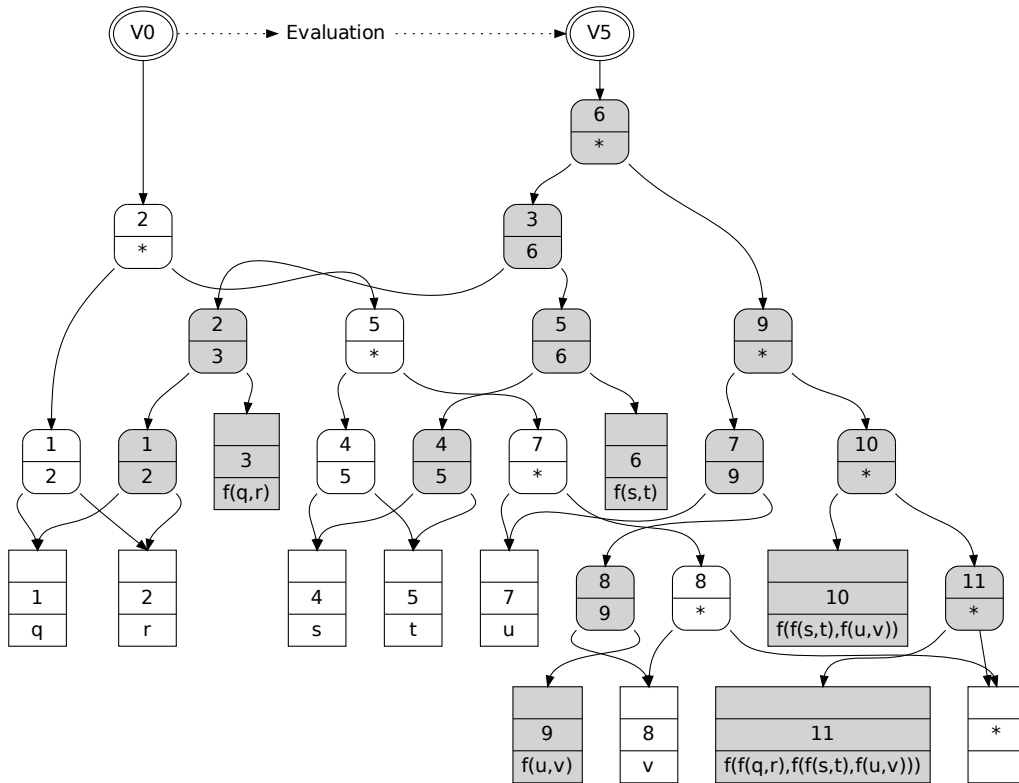 V0 Evaluation V5
6
*
2 3
* 6
2 5 5 9
3 * 6 *
1 1 4 4 7 7 10
2 2 3 5 5 * 6 9 *
f(q,r) f(s,t)
8 8 11
1 2 4 5 7 9 * 10 *
q r s t u f(f(s,t),f(u,v))
9 8 11 *
f(u,v) v f(f(q,r),f(f(s,t),f(u,v)))